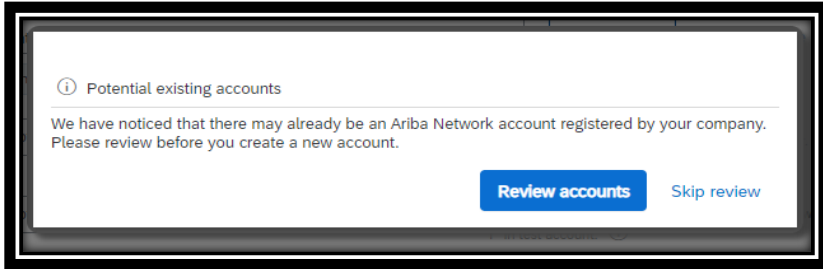 Potential existing accounts
We have noticed that there may already be an Ariba Network account registered by your company.
Please review before you create a new account.
Review accounts Skip review